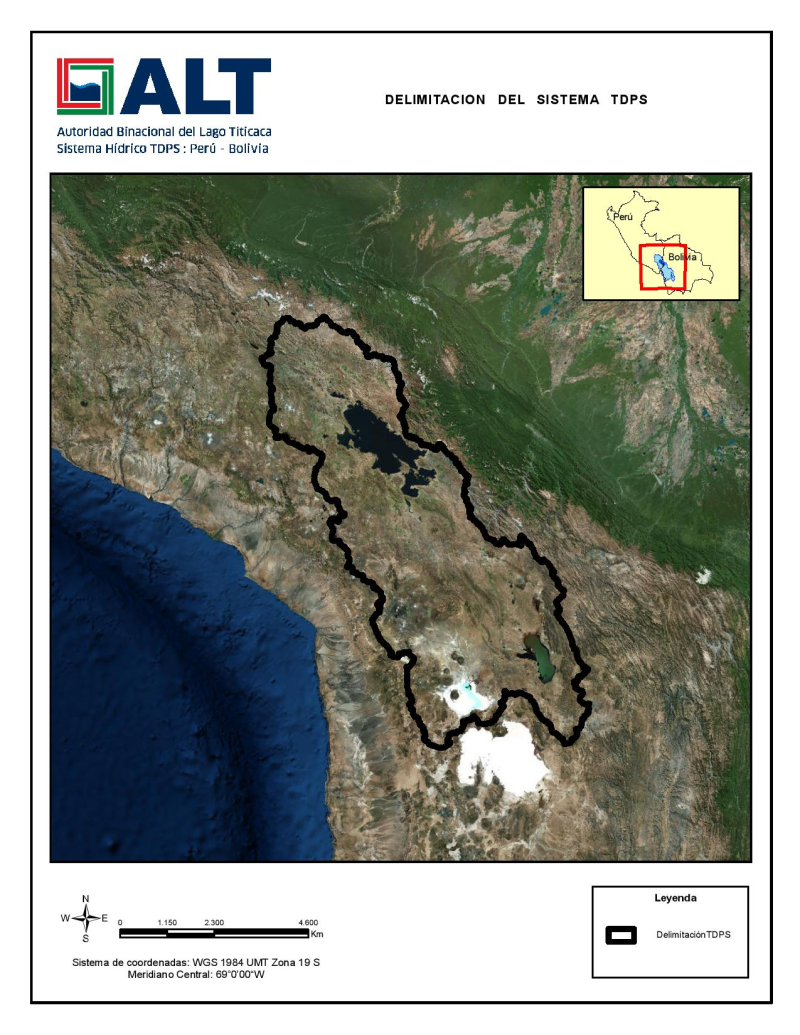 ALT
DELIMITACION DEL SISTEMA TDPS
Autoridad Binacional del Lago Titicaca
Sistema Hídrico TDPS : Perú - Bolivia
Perú
Bolivia
N
W E
S
0 1.150 2.300 4.600
Km
Sistema de coordenadas: WGS 1984 UMT Zona 19 S
Meridiano Central: 69°0'00"W
Leyenda
DelimitaciónTDPS